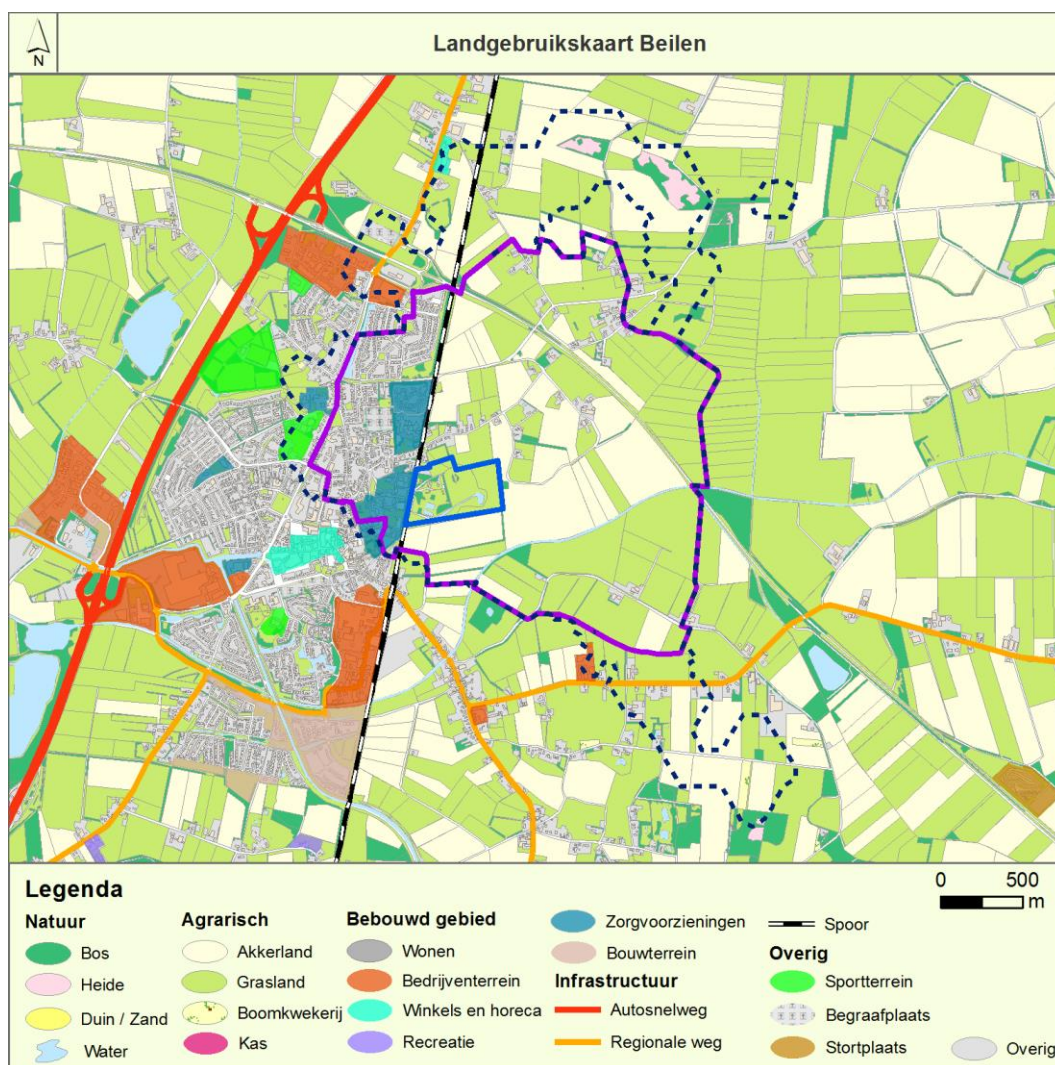 Landgebruikskaart Beilen
N
Legenda
Natuur
Bos
Heide
Duin / Zand
Water
Agrarisch
Akkerland
Grasland
Boomkwekerij
Kas
Bebouwd gebied
Wonen
Bedrijventerrein
Winkels en horeca
Recreatie
Zorgvoorzieningen
Bouwterrein
Infrastructuur
Autosnelweg
Regionale weg
0 500
m
Spoor
Overig
Sportterrein
Begraafplaats
Stortplaats
Overig